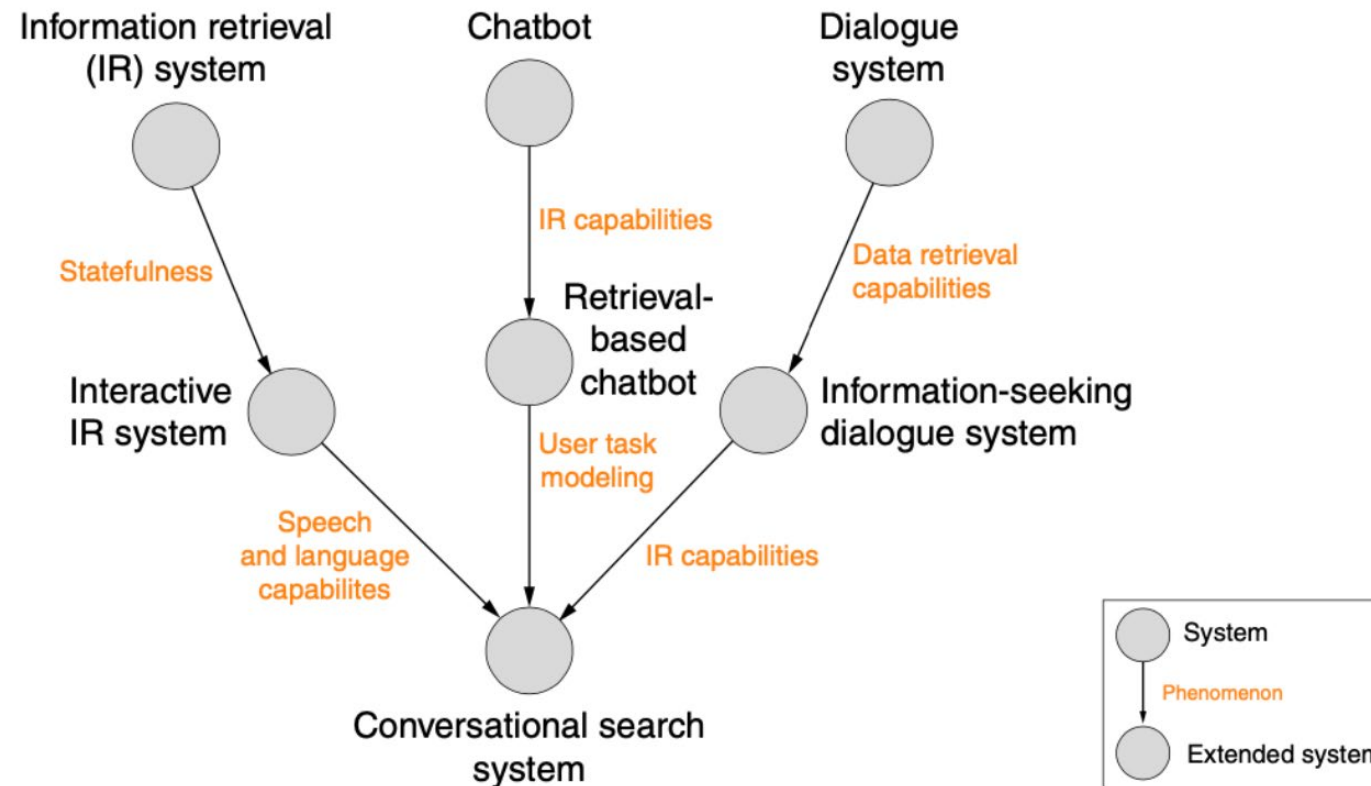 Information retrieval
(IR) system
Chatbot
Dialogue
system
IR capabilities
Statefulness
Data retrieval
capabilities
Retrieval-
based
chatbot
Interactive
IR system
Information-seeking
dialogue system
User task
modeling
Speech
and language
capabilites
IR capabilities
Conversational search
system
System
Phenomenon
Extended system